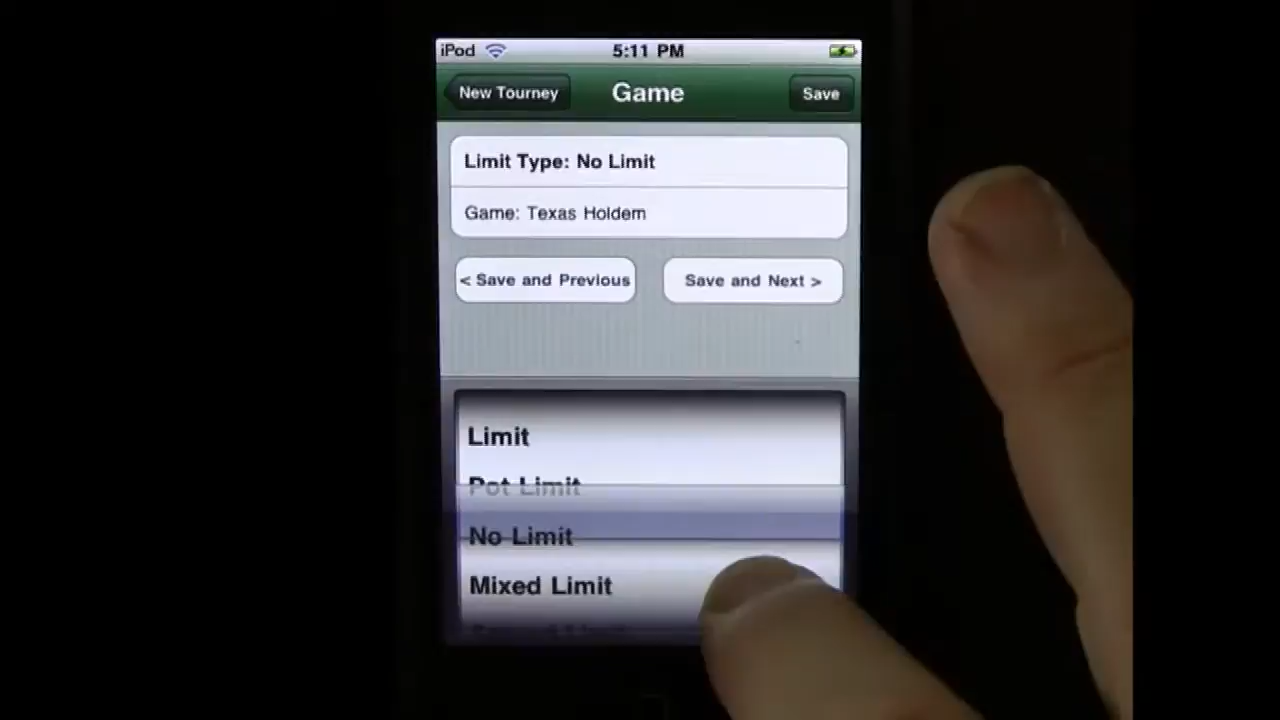 iPod 5:11 PM
New Tourney Game Save
Limit Type: No Limit
Game: Texas Holdem
< Save and Previous Save and Next >
Limit
Pot Limit
No Limit
Mixed Limit